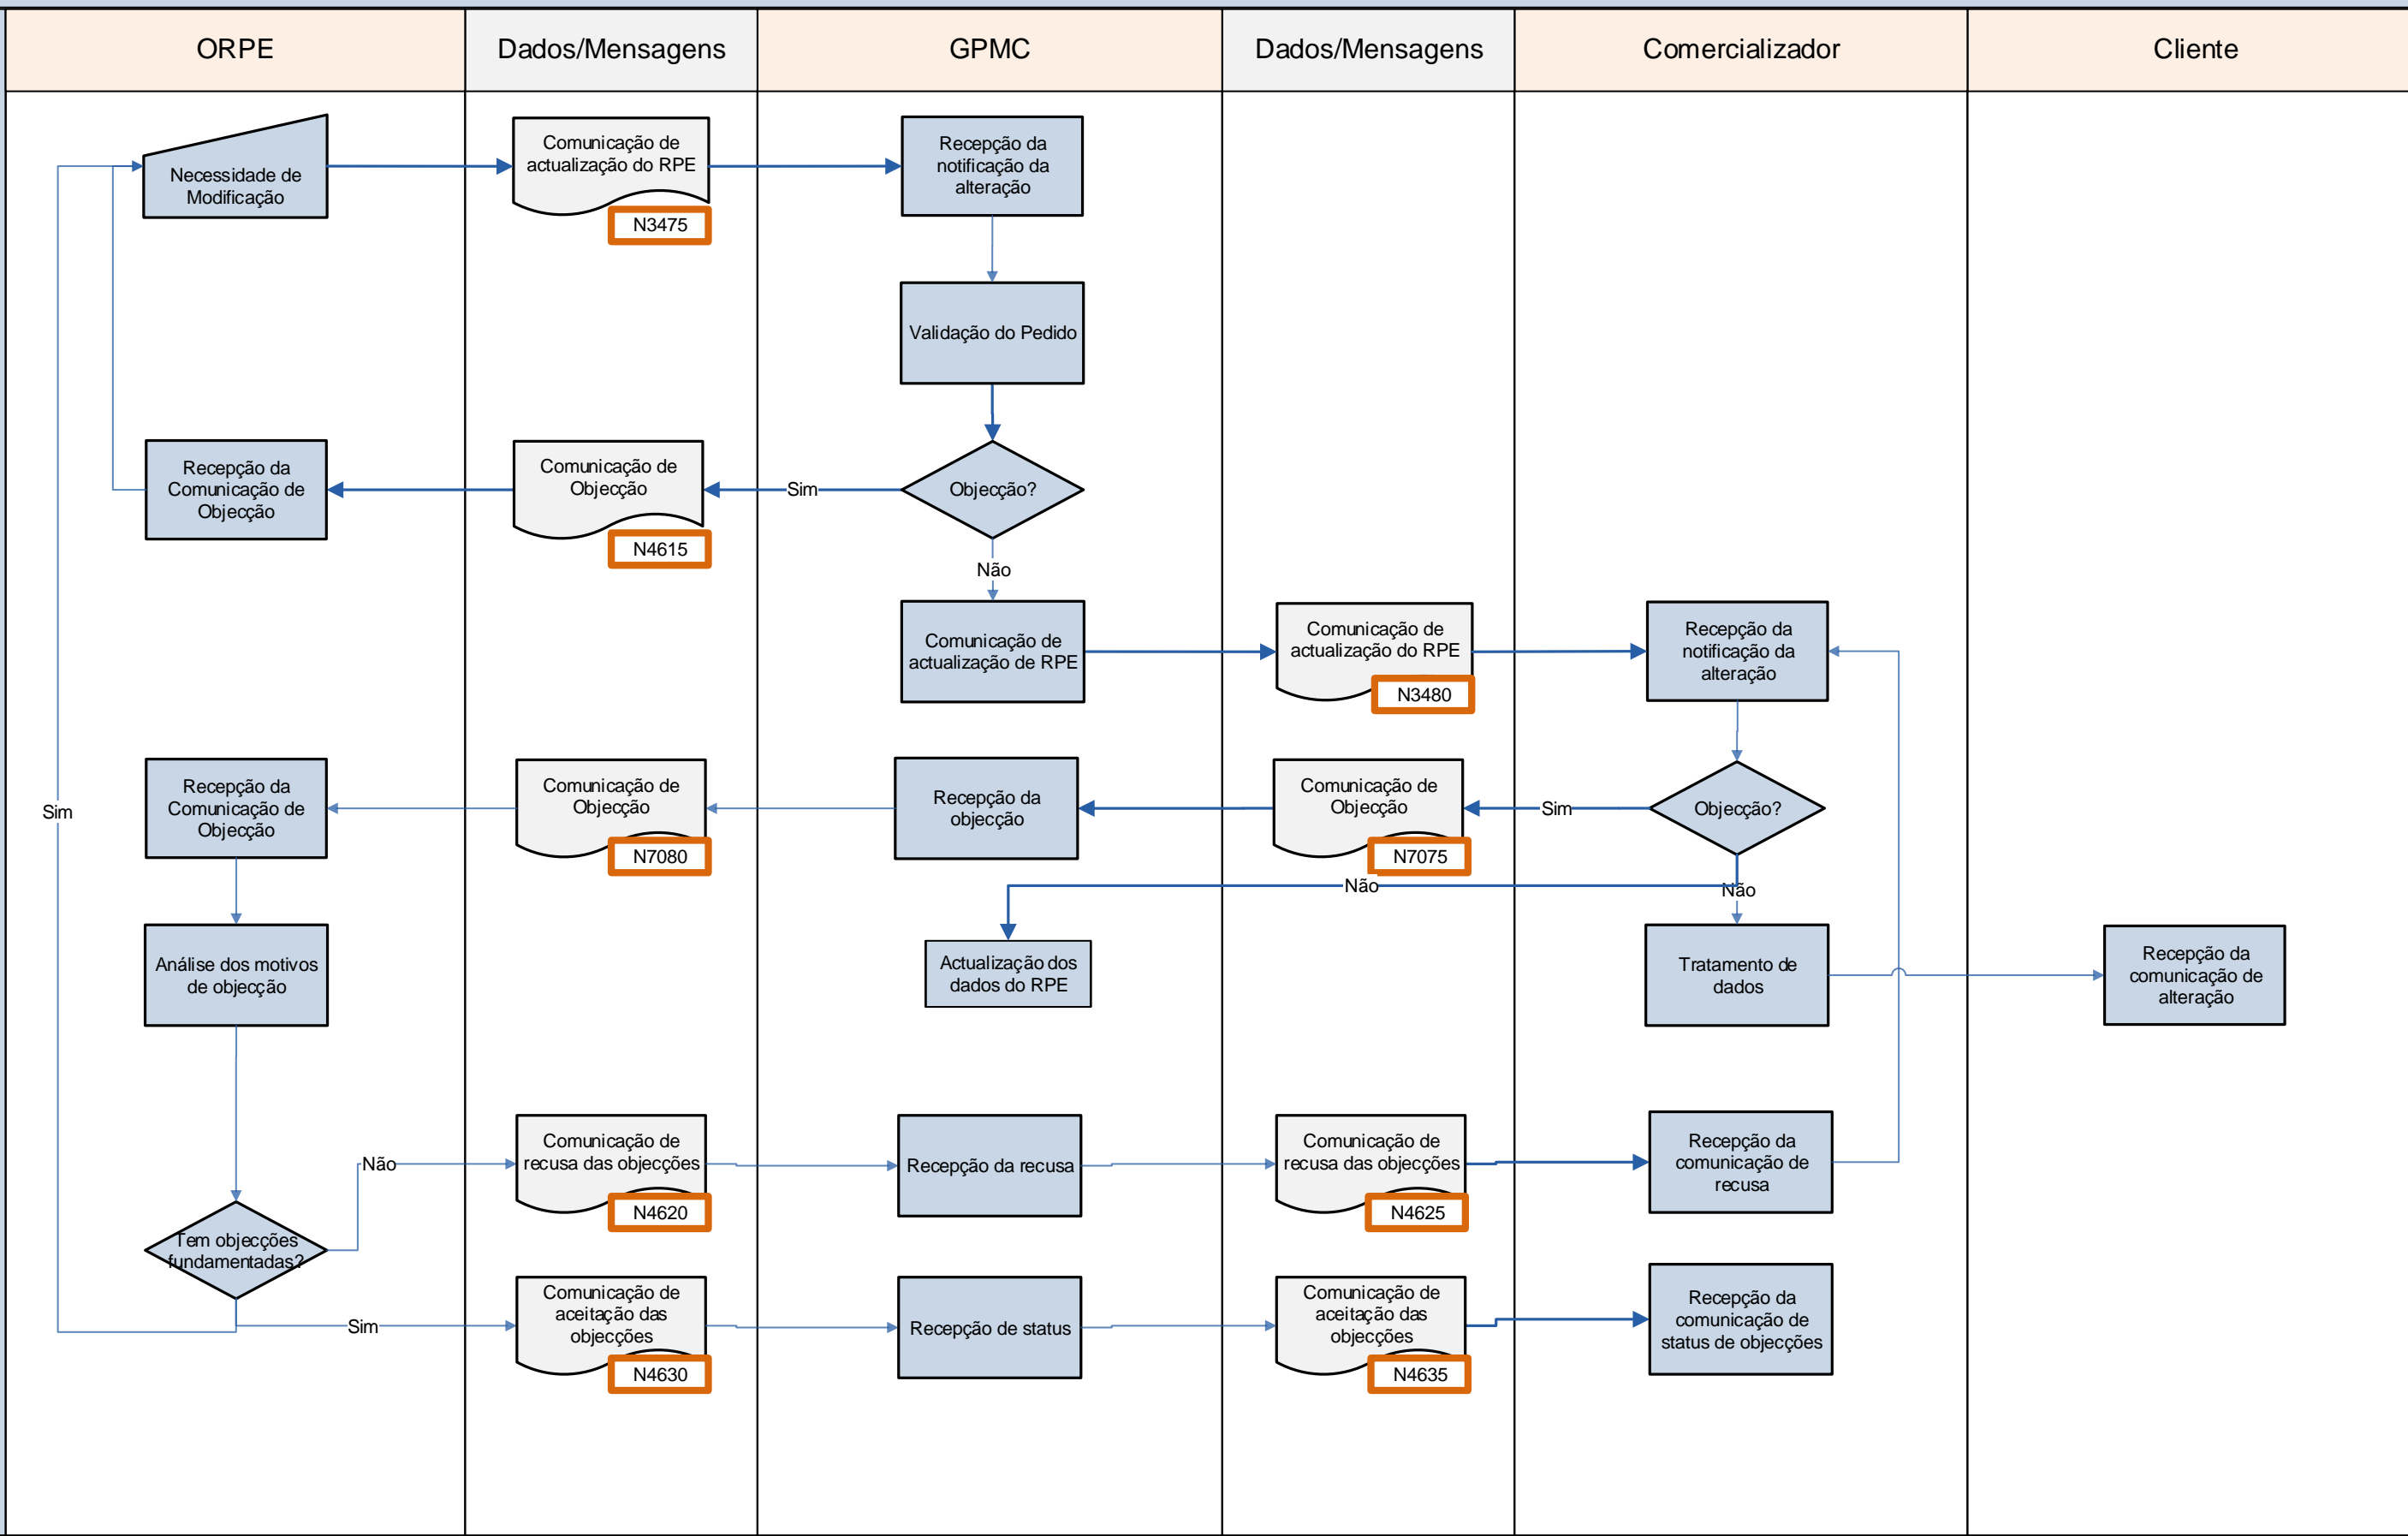 ORPE
Dados/Mensagens
GPMC
Dados/Mensagens
Comercializador
Cliente
Necessidade de
Modificação
Comunicação de
actualização do RPE
N3475
Recepção da
notificação da
alteração
Validação do Pedido
Recepção da
Comunicação de
Objecção
Comunicação de
Objecção
N4615
Sim
Objecção?
Não
Comunicação de
actualização de RPE
Comunicação de
actualização do RPE
N3480
Recepção da
notificação da
alteração
Sim
Recepção da
Comunicação de
Objecção
Comunicação de
Objecção
N7080
Recepção da
objecção
Comunicação de
Objecção
N7075
Sim
Objecção?
Não
Não
Análise dos motivos
de objecção
Actualização dos
dados do RPE
Tratamento de
dados
Recepção da
comunicação de
alteração
Não
Comunicação de
recusa das objecções
N4620
Recepção da recusa
Comunicação de
recusa das objecções
N4625
Recepção da
comunicação de
recusa
Tem objecções
fundamentadas?
Sim
Comunicação de
aceitação das
objecções
N4630
Recepção de status
Comunicação de
aceitação das
objecções
N4635
Recepção da
comunicação de
status de objecções